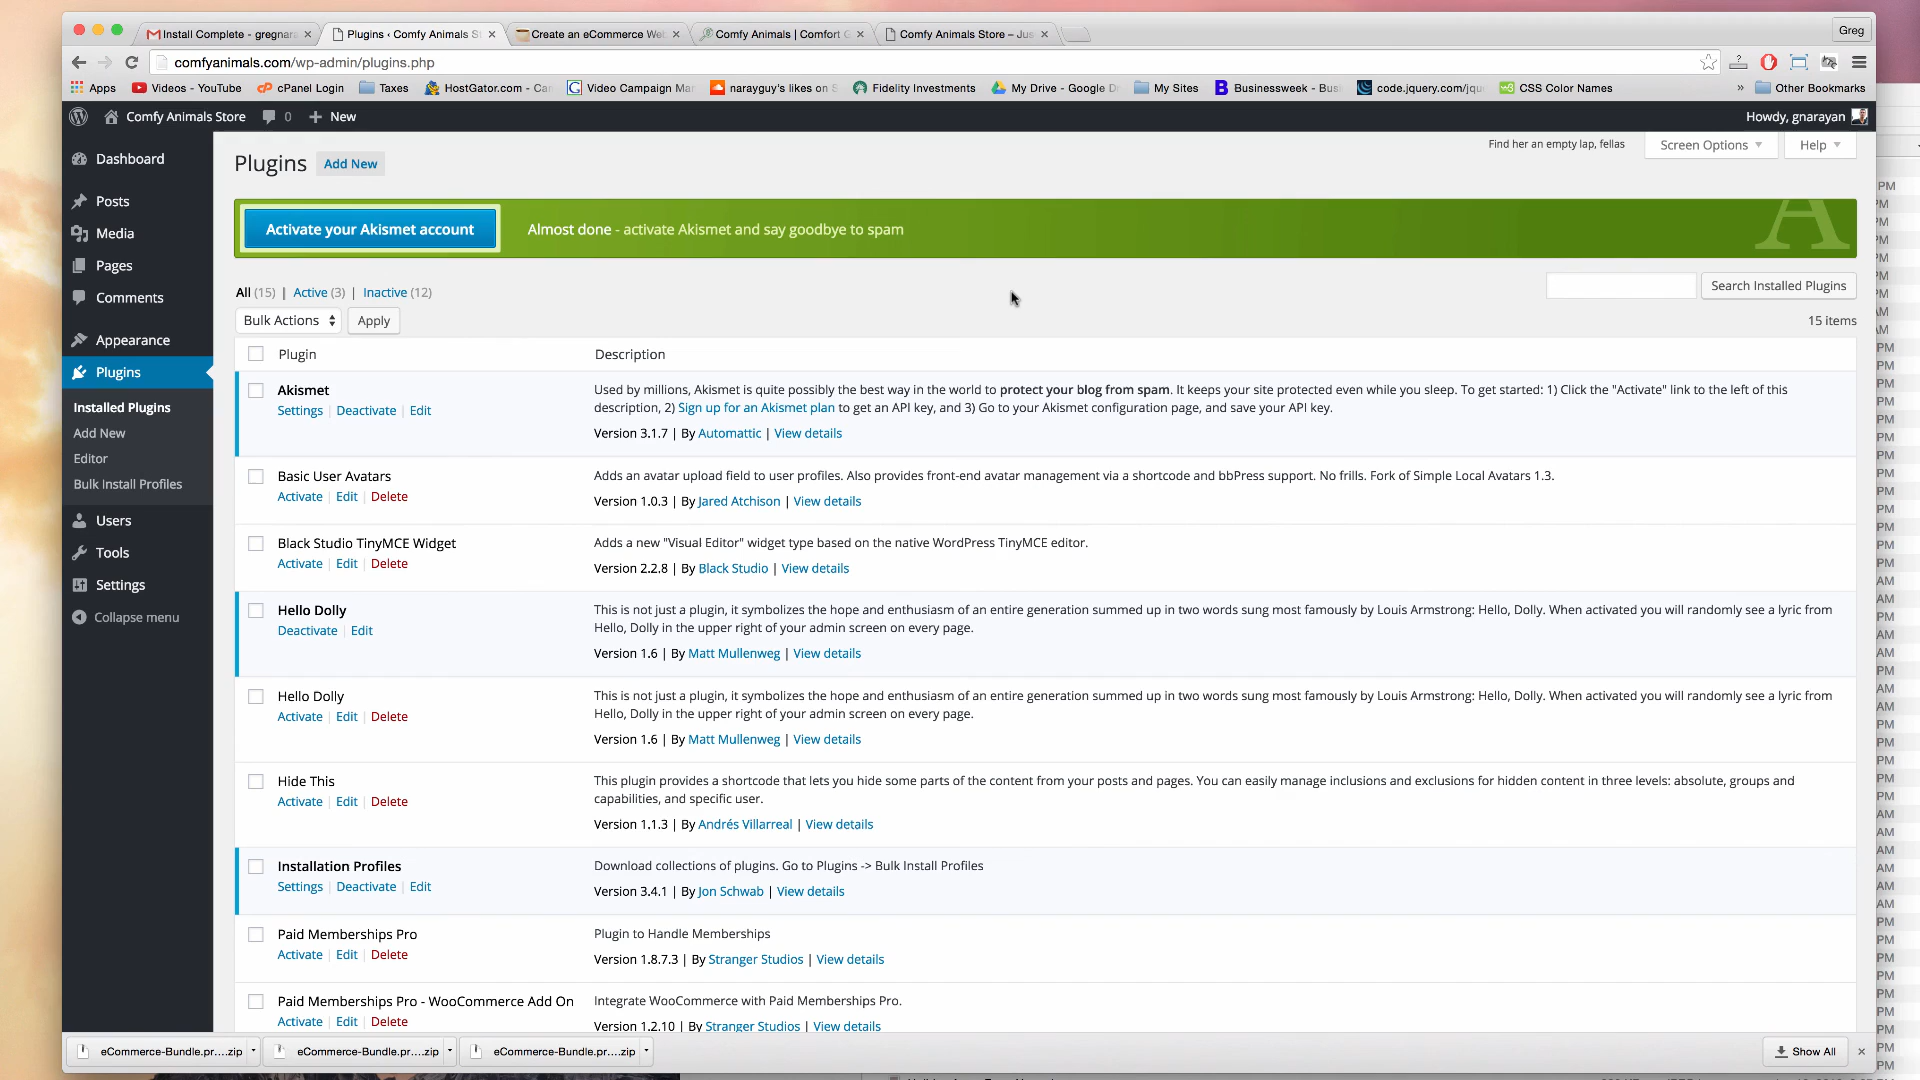 Install Complete - gregnara
Plugins ‹ Comfy Animals S
Create an eCommerce Web
Comfy Animals | Comfort G
Comfy Animals Store – Jus
Greg
comfyanimals.com/wp-admin/plugins.php
Apps
Videos - YouTube
cPanel Login
Taxes
HostGator.com - Ca
Video Campaign Mar
narayguy's likes on S
Fidelity Investments
My Drive - Google D
My Sites
Businessweek - Bus
code.jquery.com/jqu
CSS Color Names
» Other Bookmarks
Comfy Animals Store 0 + New
Howdy, gnarayan
Dashboard
Posts
Media
Pages
Comments
Appearance
Plugins
Installed Plugins
Add New
Editor
Bulk Install Profiles
Users
Tools
Settings
Collapse menu
Find her an empty lap, fellas
Screen Options
Help
Plugins Add New
Activate your Akismet account
Almost done - activate Akismet and say goodbye to spam
All (15) | Active (3) | Inactive (12)
Search Installed Plugins
Bulk Actions Apply
15 items
Plugin Description
Akismet
Settings | Deactivate | Edit
Used by millions, Akismet is quite possibly the best way in the world to protect your blog from spam. It keeps your site protected even while you sleep. To get started: 1) Click the "Activate" link to the left of this
description, 2) Sign up for an Akismet plan to get an API key, and 3) Go to your Akismet configuration page, and save your API key.
Version 3.1.7 | By Automattic | View details
Basic User Avatars
Activate | Edit | Delete
Adds an avatar upload field to user profiles. Also provides front-end avatar management via a shortcode and bbPress support. No frills. Fork of Simple Local Avatars 1.3.
Version 1.0.3 | By Jared Atchison | View details
Black Studio TinyMCE Widget
Activate | Edit | Delete
Adds a new "Visual Editor" widget type based on the native WordPress TinyMCE editor.
Version 2.2.8 | By Black Studio | View details
Hello Dolly
Deactivate | Edit
This is not just a plugin, it symbolizes the hope and enthusiasm of an entire generation summed up in two words sung most famously by Louis Armstrong: Hello, Dolly. When activated you will randomly see a lyric from
Hello, Dolly in the upper right of your admin screen on every page.
Version 1.6 | By Matt Mullenweg | View details
Hello Dolly
Activate | Edit | Delete
This is not just a plugin, it symbolizes the hope and enthusiasm of an entire generation summed up in two words sung most famously by Louis Armstrong: Hello, Dolly. When activated you will randomly see a lyric from
Hello, Dolly in the upper right of your admin screen on every page.
Version 1.6 | By Matt Mullenweg | View details
Hide This
Activate | Edit | Delete
This plugin provides a shortcode that lets you hide some parts of the content from your posts and pages. You can easily manage inclusions and exclusions for hidden content in three levels: absolute, groups and
capabilities, and specific user.
Version 1.1.3 | By Andrés Villarreal | View details
Installation Profiles
Settings | Deactivate | Edit
Download collections of plugins. Go to Plugins -> Bulk Install Profiles
Version 3.4.1 | By Jon Schwab | View details
Paid Memberships Pro
Activate | Edit | Delete
Plugin to Handle Memberships
Version 1.8.7.3 | By Stranger Studios | View details
Paid Memberships Pro - WooCommerce Add On
Activate | Edit | Delete
Integrate WooCommerce with Paid Memberships Pro.
Version 1.2.10 | By Stranger Studios | View details
eCommerce-Bundle.pr....zip
eCommerce-Bundle.pr....zip
eCommerce-Bundle.pr....zip
Show All